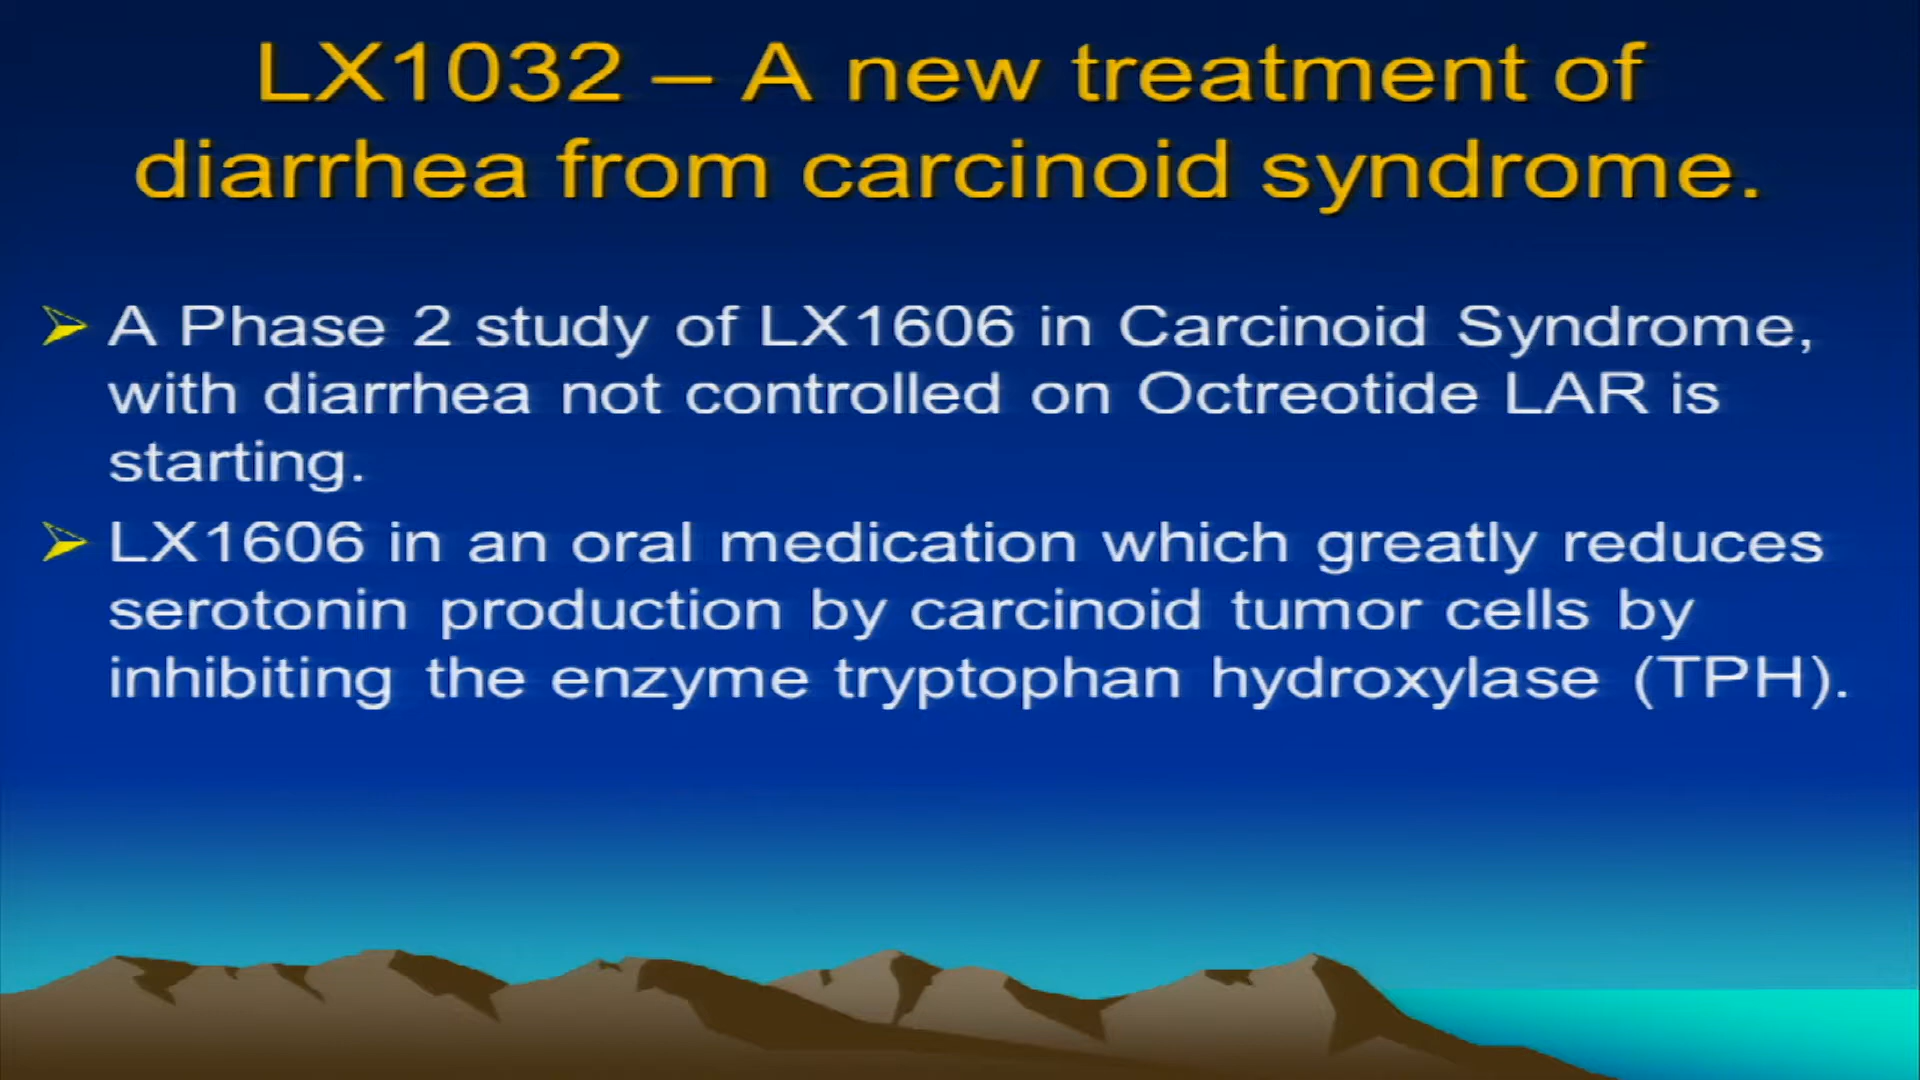 LX1032 – A new treatment of
diarrhea from carcinoid syndrome.
A Phase 2 study of LX1606 in Carcinoid Syndrome,
with diarrhea not controlled on Octreotide LAR is
starting.
LX1606 in an oral medication which greatly reduces
serotonin production by carcinoid tumor cells by
inhibiting the enzyme tryptophan hydroxylase (TPH).